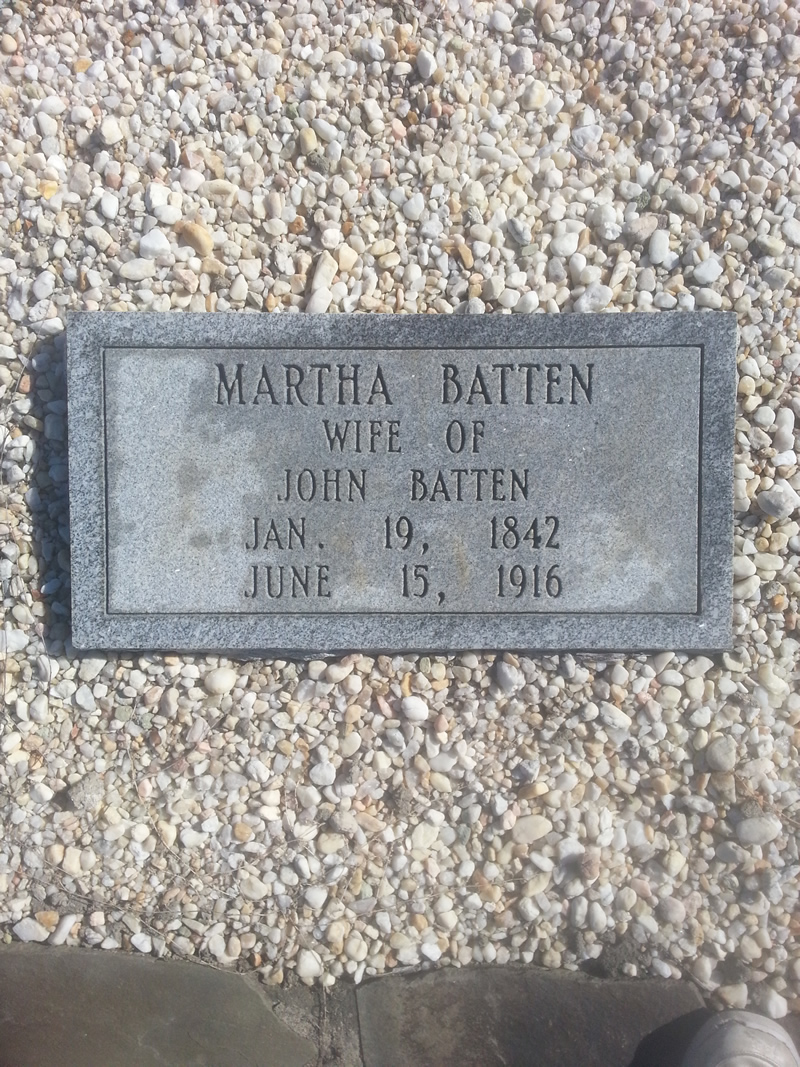 MARTHA BATTEN
WIFE OF
JOHN BATTEN
JAN. 19, 1842
JUNE 15, 1916